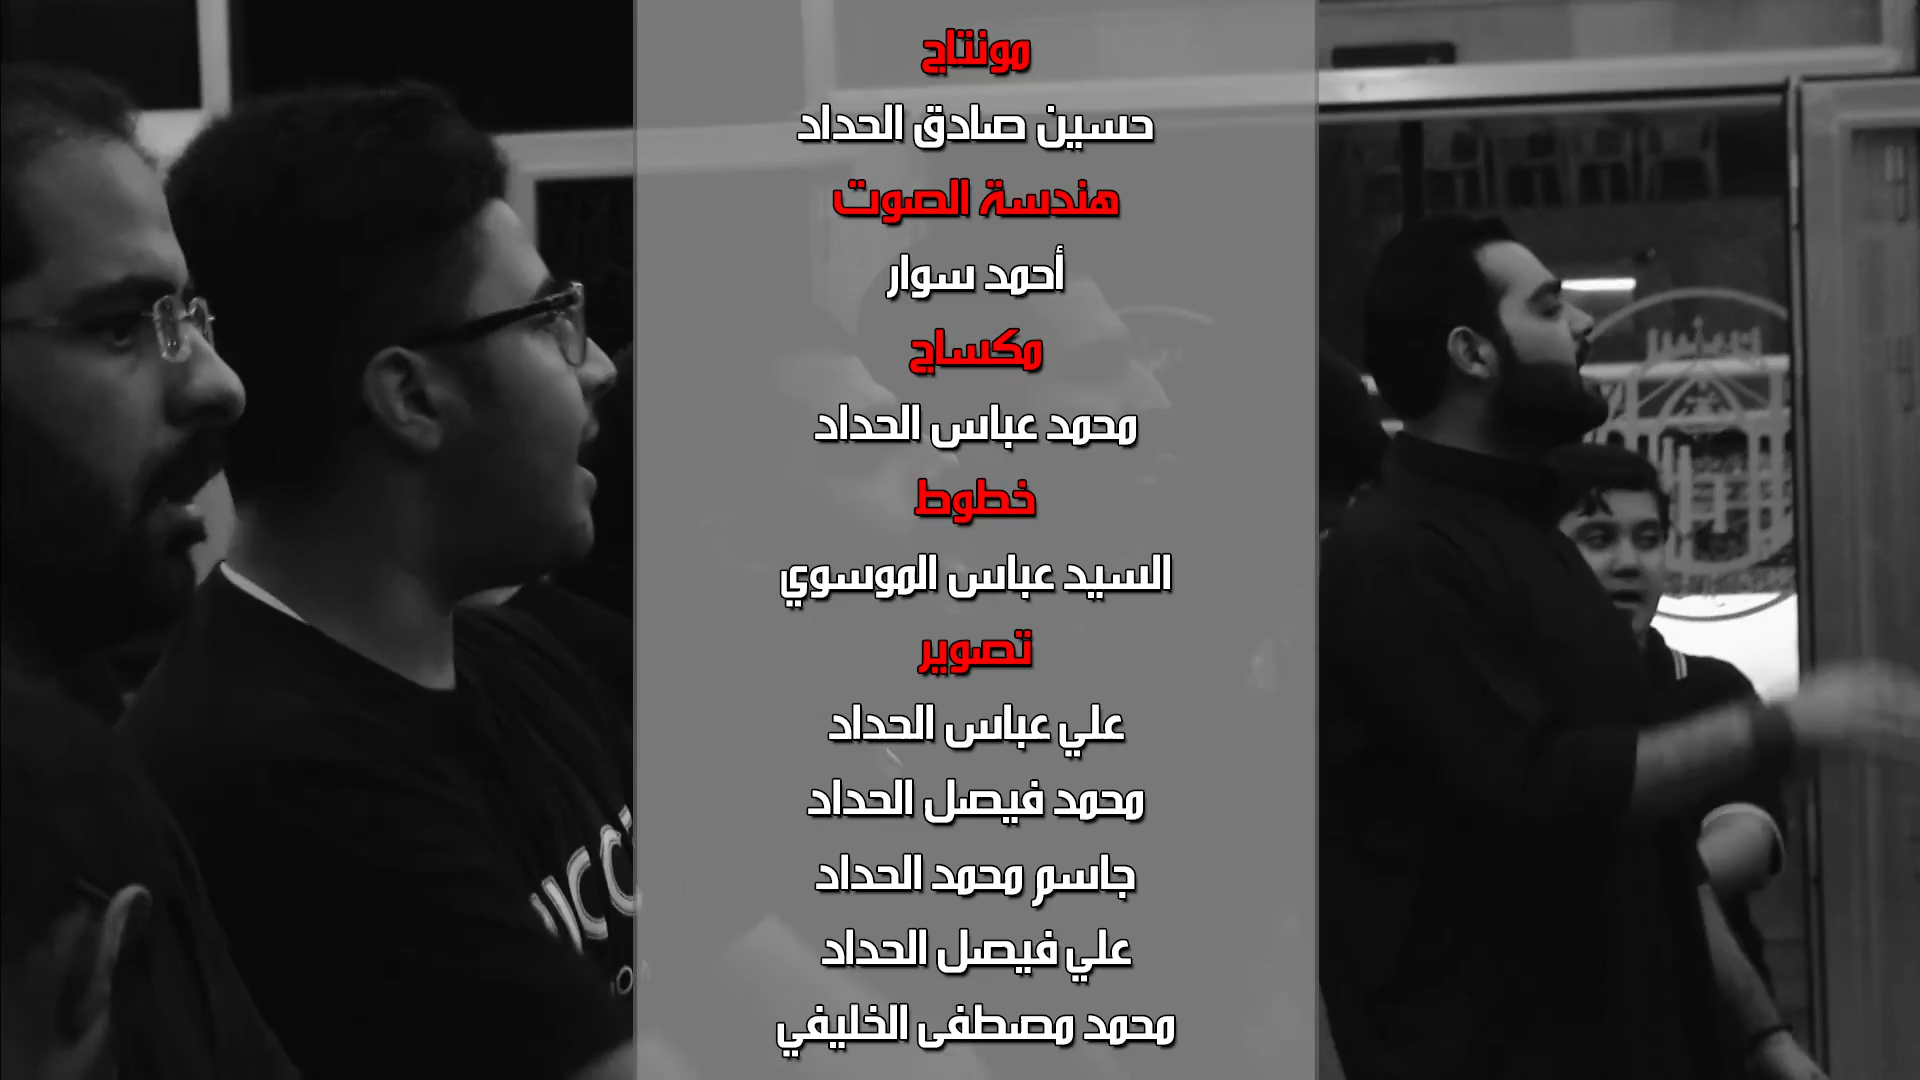 مونتاج
حسين صادق الحداد
هندسة الصوت
أحمد سوار
مكساج
محمد عباس الحداد
خطوط
السيد عباس الموسوي
تصوير
علي عباس الحداد
محمد فيصل الحداد
جاسم محمد الحداد
علي فيصل الحداد
محمد مصطفى الخليفي